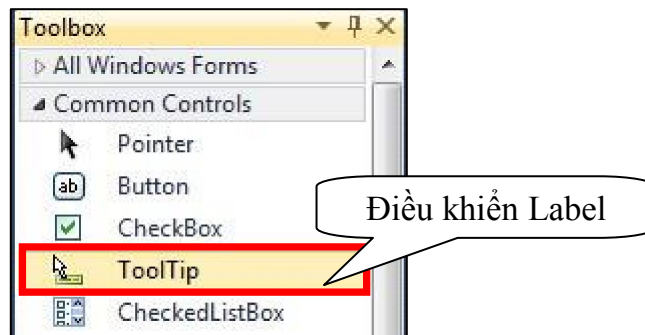 Toolbox
All Windows Forms
Common Controls
Pointer
ab Button
CheckBox
Điều khiển Label
ToolTip
CheckedListBox